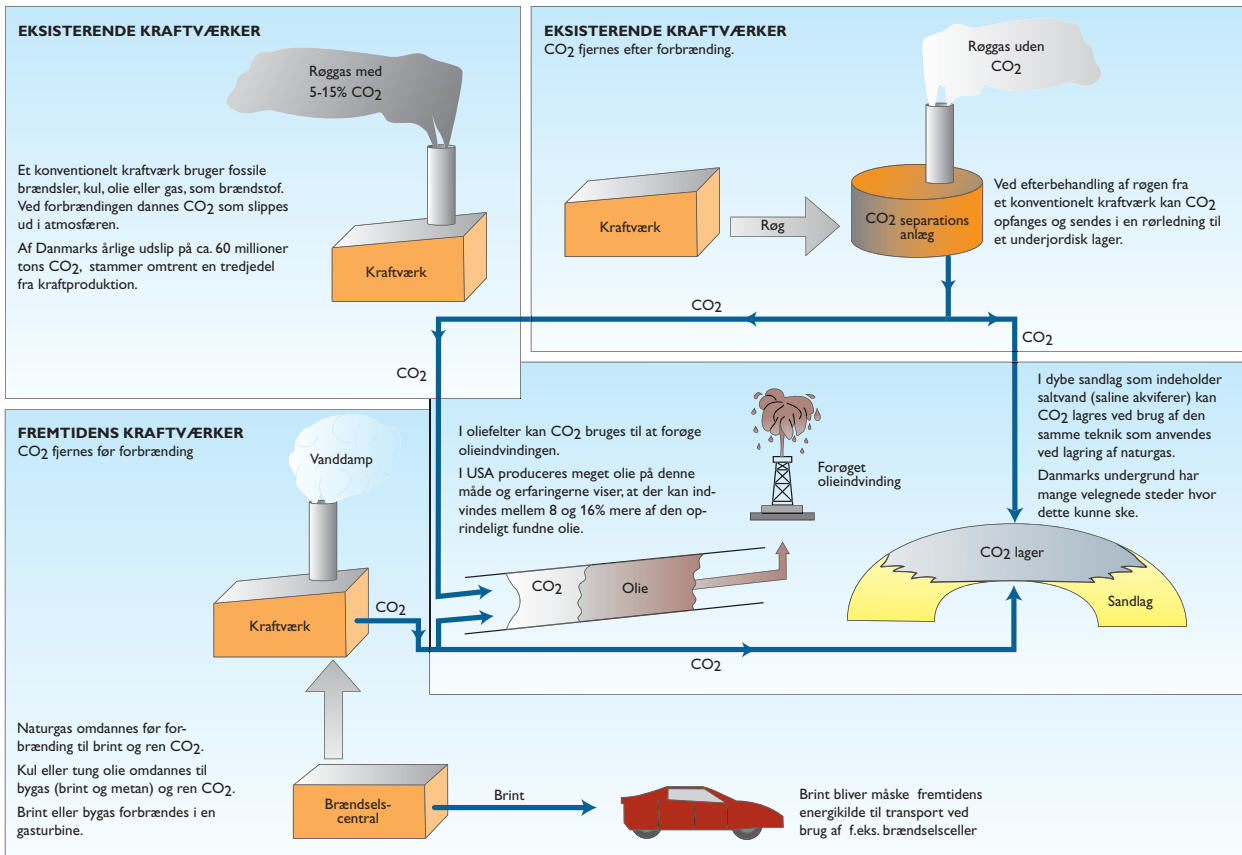 EKSISTERENDE KRAFTVÆRKER
Røggas med
5-15% CO2
Et konventionelt kraftværk bruger fossile
brændsler, kul, olie eller gas, som brændstof.
Ved forbrændingen dannes CO2 som slippes
ud i atmosfæren.
Af Danmarks årlige udslip på ca. 60 millioner
tons CO2, stammer omtrent en tredjedel
fra kraftproduktion.
Kraftværk
EKSISTERENDE KRAFTVÆRKER
CO2 fjernes efter forbrænding.
Røggas uden
CO2
Kraftværk
Røg
CO2 separations
anlæg
Ved efterbehandling af røgen fra
et konventionelt kraftværk kan CO2
opfanges og sendes i en rørledning til
et underjordisk lager.
CO2
CO2
CO2
I oliefelter kan CO2 bruges til at forøge
olieindvindingen.
I USA produceres meget olie på denne
måde og erfaringerne viser, at der kan ind-
vindes mellem 8 og 16% mere af den op-
rindeligt fundne olie.
Forøget
olieindvinding
I dybe sandlag som indeholder
saltvand (saline akviferer) kan
CO2 lagres ved brug af den
samme teknik som anvendes
ved lagring af naturgas.
Danmarks undergrund har
mange velegnede steder hvor
dette kunne ske.
CO2
Olie
CO2 lager
Sandlag
CO2
FREMTIDENS KRAFTVÆRKER
CO2 fjernes før forbrænding
Vanddamp
Kraftværk
CO2
Naturgas omdannes før for-
brænding til brint og ren CO2.
Kul eller tung olie omdannes til
bygas (brint og metan) og ren CO2.
Brint eller bygas forbrændes i en
gasturbine.
Brændsels-
central
Brint
Brint bliver måske fremtidens
energikilde til transport ved
brug af f.eks. brændselsceller